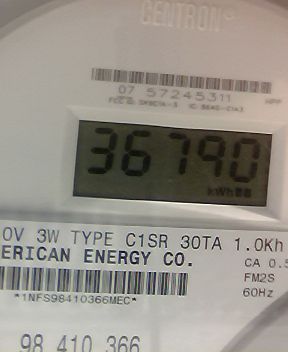 CENTRON®
07 57245311
36790
kWh
0V 3W TYPE C1SR 30TA 1.0Kh
ERICAN ENERGY CO. CA 0.5
FM2S
*1NFS98410366MEC* 60Hz
98 410 366